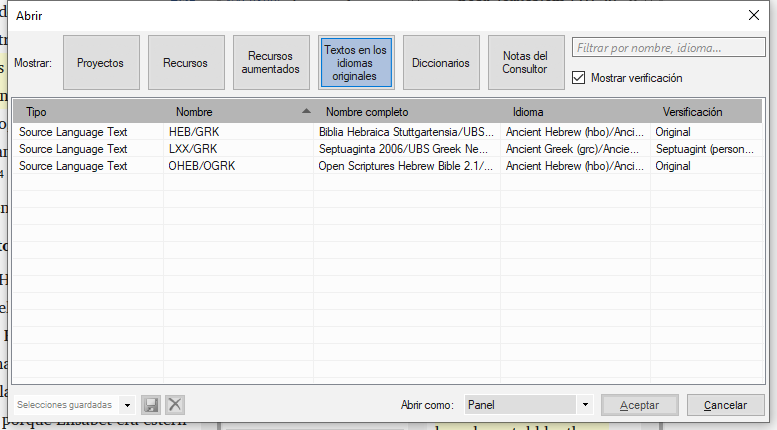 Abrir
Mostrar:
Proyectos
Recursos
Recursos
aumentados
Textos en los
idiomas
originales
Diccionarios
Notas del
Consultor
Filtrar por nombre, idioma...
Mostrar verificación
Tipo Nombre Nombre completo Idioma Versificación
Source Language Text HEB/GRK Biblia Hebraica Stuttgartensia/UBS... Ancient Hebrew (hbo)/Anci... Original
Source Language Text LXX/GRK Septuaginta 2006/UBS Greek Ne... Ancient Greek (grc)/Ancie... Septuagint (person...
Source Language Text OHEB/OGRK Open Scriptures Hebrew Bible 2.1/... Ancient Hebrew (hbo)/Anci... Original
Selecciones guardadas
Abrir como: Panel Aceptar Cancelar